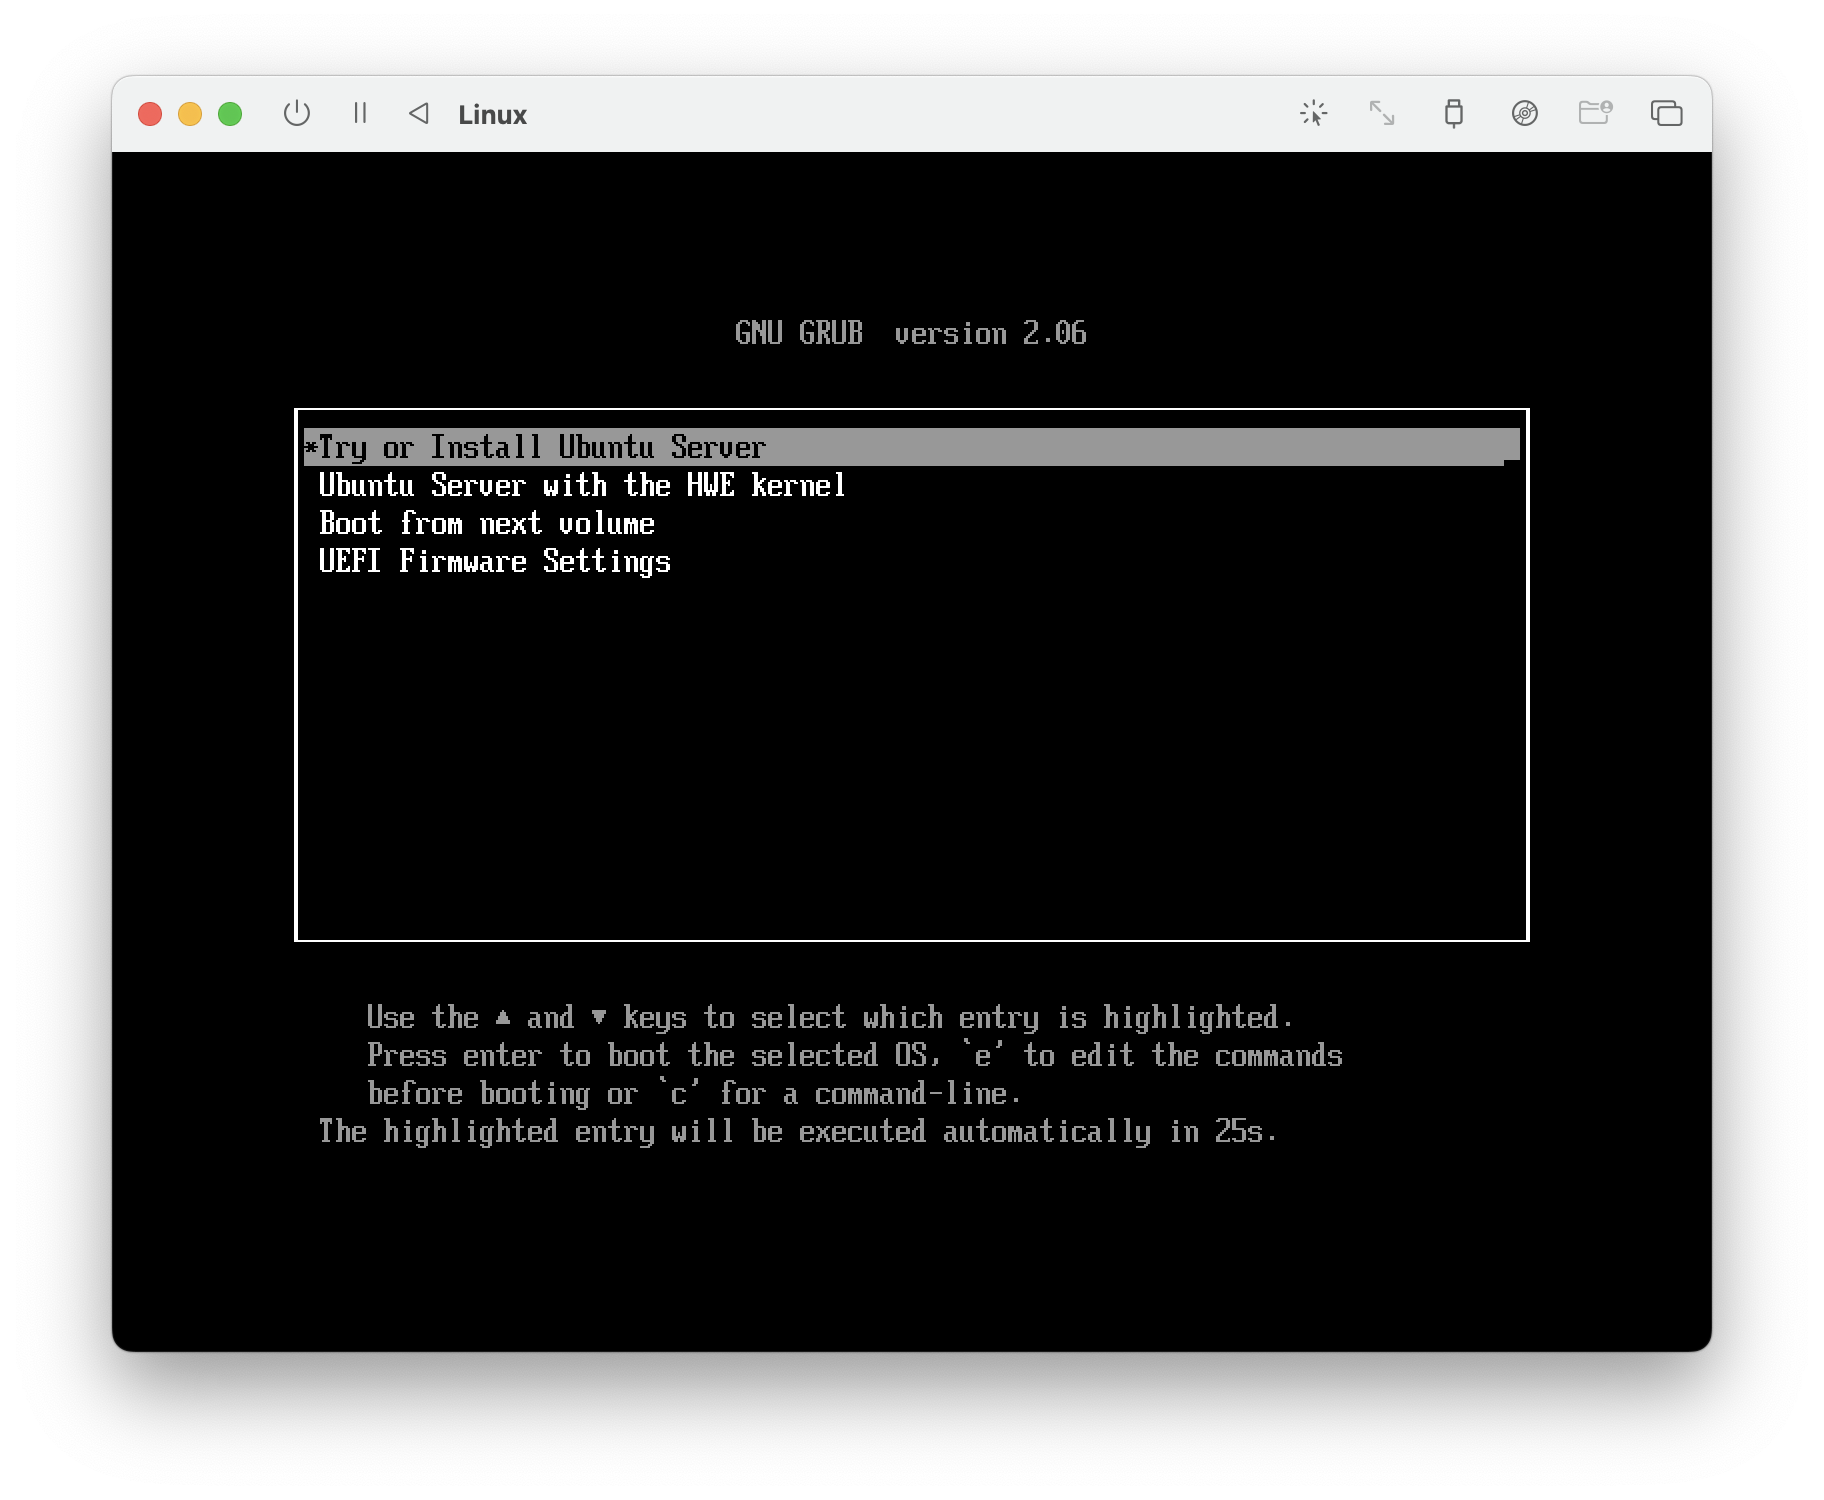 Linux
GNU GRUB  version 2.06
*Try or Install Ubuntu Server
Ubuntu Server with the HWE kernel
Boot from next volume
UEFI Firmware Settings
Use the ▲ and ▼ keys to select which entry is highlighted.
Press enter to boot the selected OS, `e' to edit the commands
before booting or `c' for a command-line.
The highlighted entry will be executed automatically in 25s.